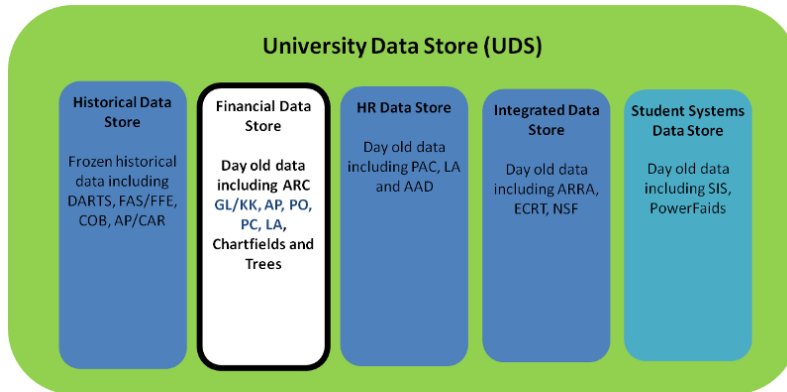 University Data Store (UDS)
Historical Data
Store
Frozen historical
data including
DARTS, FAS/FFE,
COB, AP/CAR
Financial Data
Store
Day old data
including ARC
GL/KK, AP, PO,
PC, LA,
Chartfields and
Trees
HR Data Store
Day old data
including PAC, LA
and AAD
Integrated Data
Store
Day old data
including ARRA,
ECRT, NSF
Student Systems
Data Store
Day old data
including SIS,
PowerFaids